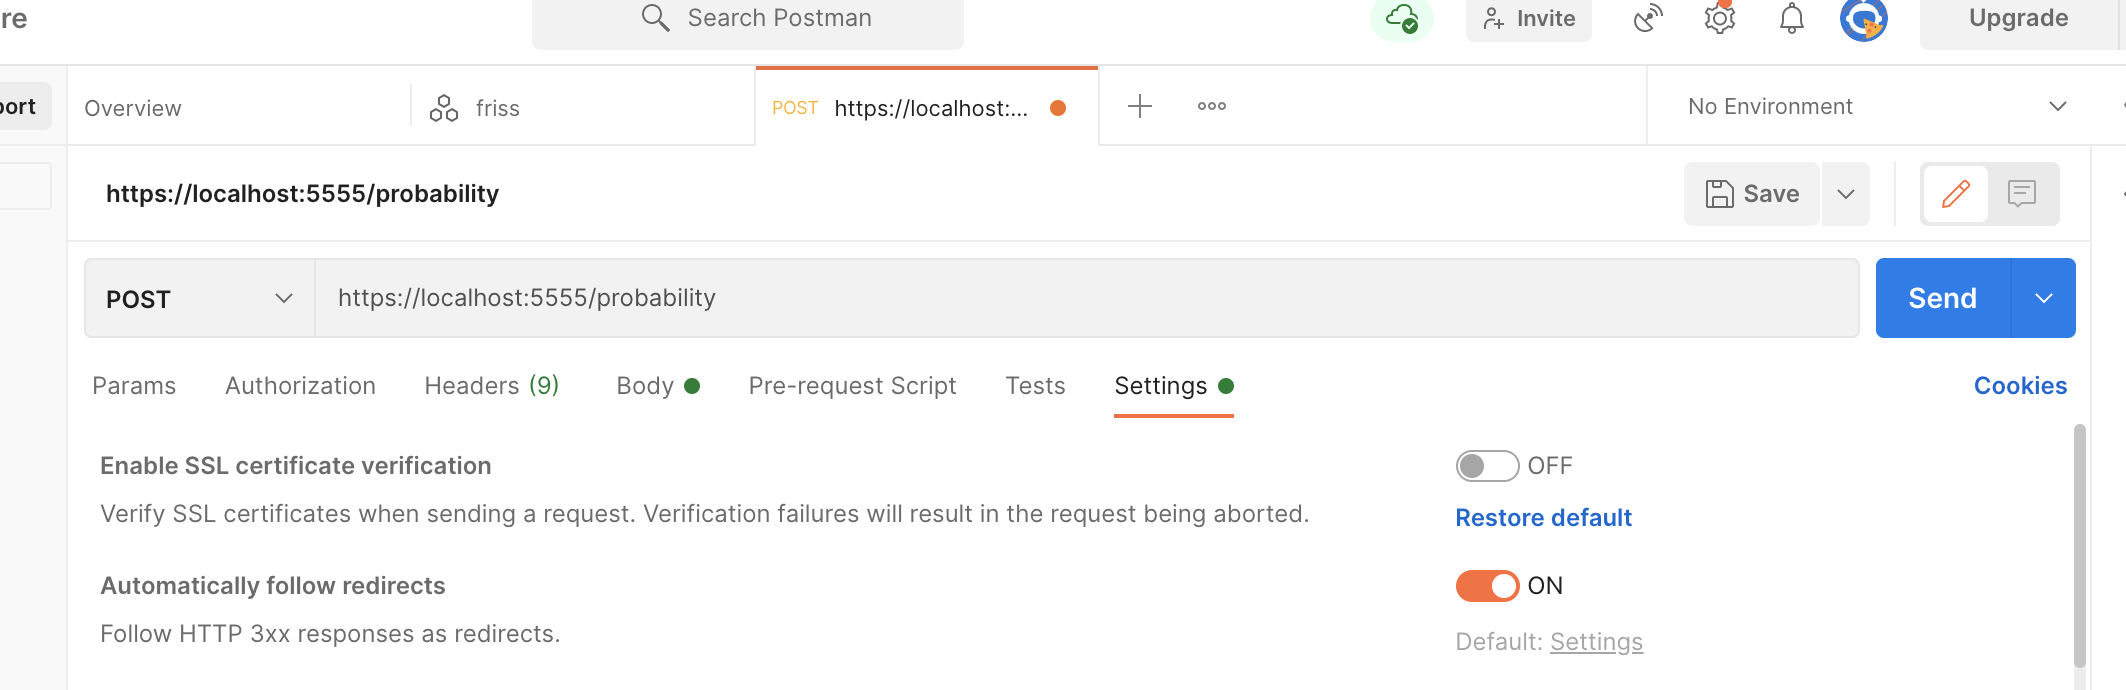 re
Search Postman
Invite
Upgrade
port
Overview
friss
POST https://localhost:...
No Environment
https://localhost:5555/probability
Save
POST
https://localhost:5555/probability
Send
Params
Authorization
Headers (9)
Body
Pre-request Script
Tests
Settings
Cookies
Enable SSL certificate verification
OFF
Verify SSL certificates when sending a request. Verification failures will result in the request being aborted.
Restore default
Automatically follow redirects
ON
Follow HTTP 3xx responses as redirects.
Default: Settings